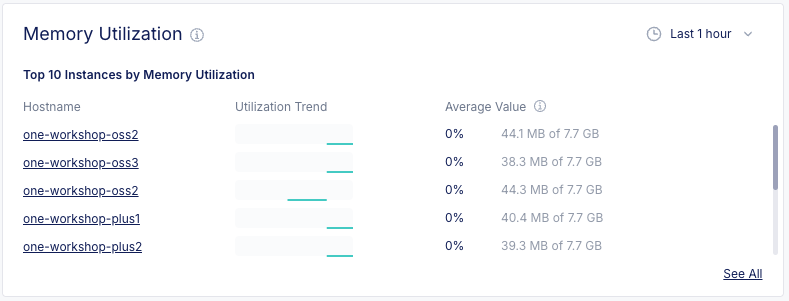 Memory Utilization
Last 1 hour
Top 10 Instances by Memory Utilization
Hostname Utilization Trend Average Value
one-workshop-oss2 0% 44.1 MB of 7.7 GB
one-workshop-oss3 0% 38.3 MB of 7.7 GB
one-workshop-oss2 0% 44.3 MB of 7.7 GB
one-workshop-plus1 0% 40.4 MB of 7.7 GB
one-workshop-plus2 0% 39.3 MB of 7.7 GB
See All